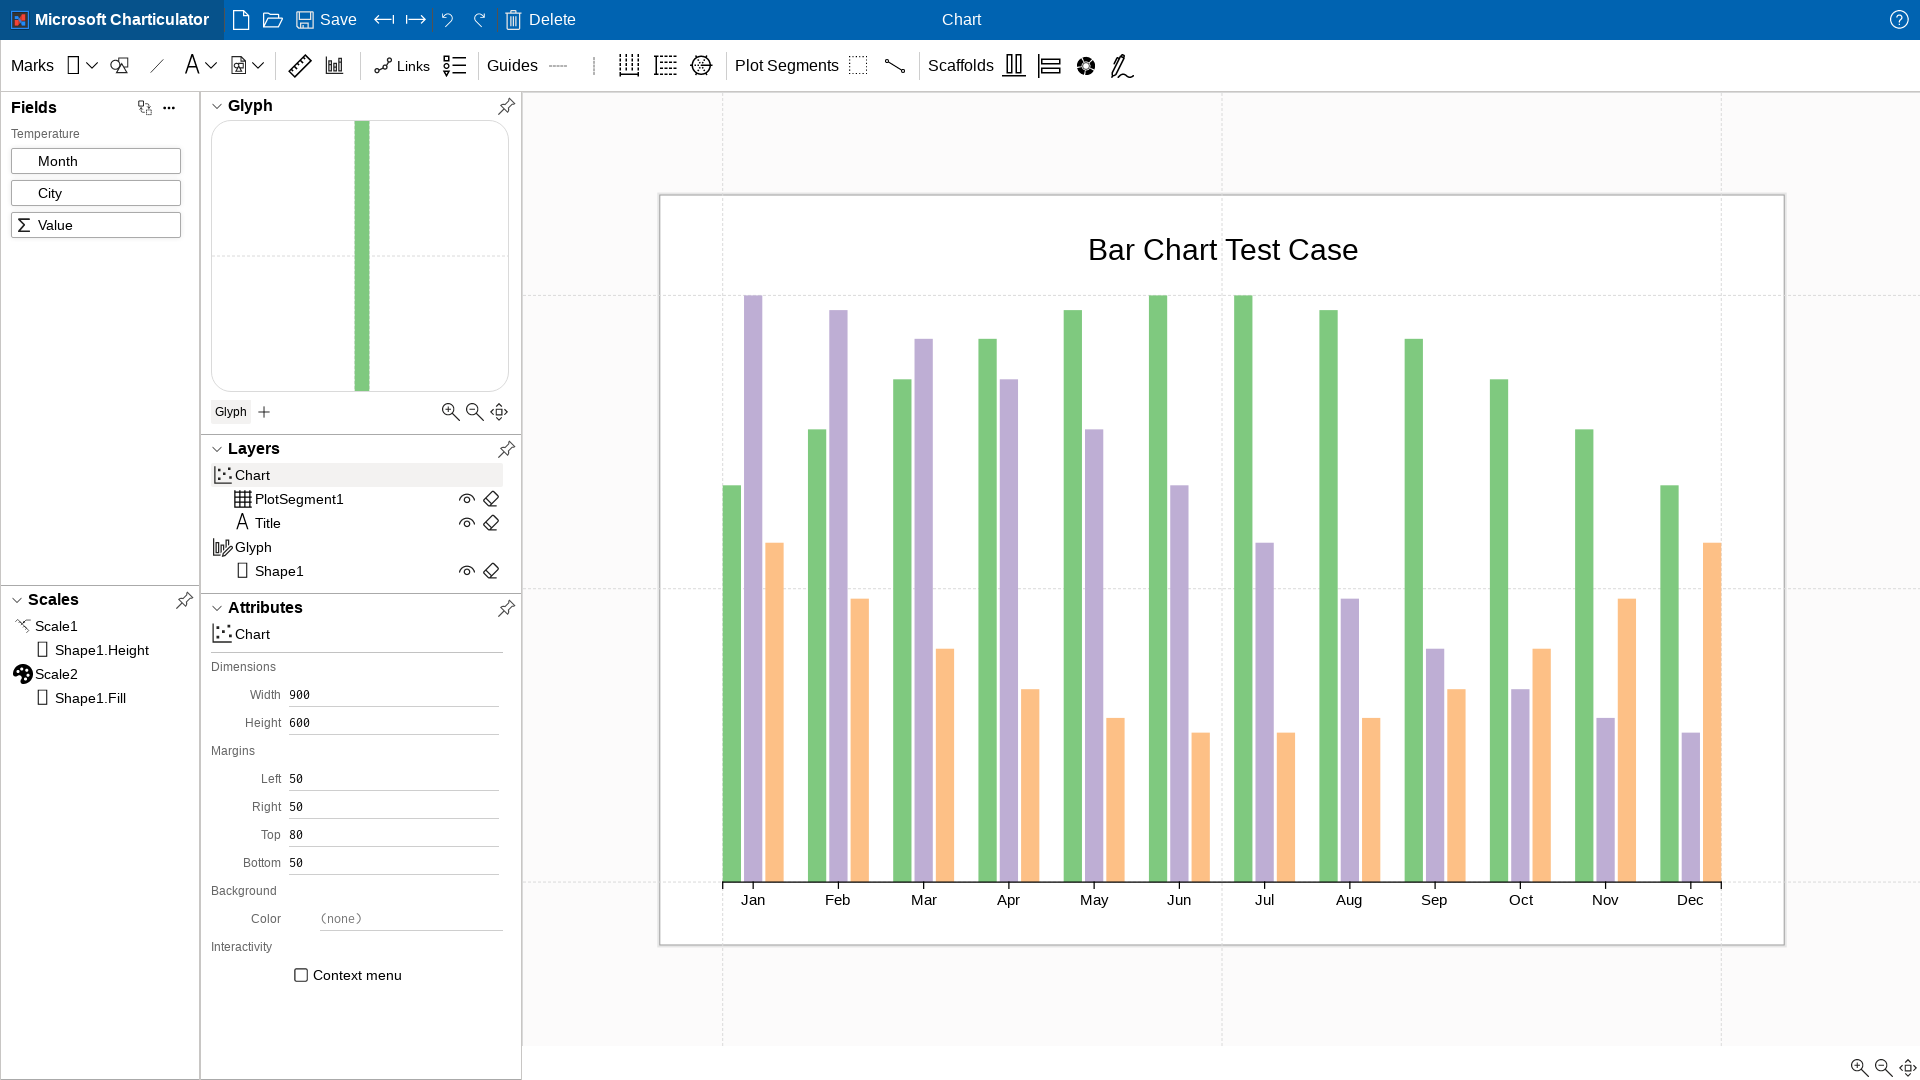 Microsoft Charticulator Save Delete Chart
Marks Links Guides Plot Segments Scaffolds
Fields
Temperature
Month
City
Value
Scales
Scale1
Shape1.Height
Scale2
Shape1.Fill
Glyph
Glyph
Layers
Chart
PlotSegment1
Title
Glyph
Shape1
Attributes
Chart
Dimensions
Width 900
Height 600
Margins
Left 50
Right 50
Top 80
Bottom 50
Background
Color (none)
Interactivity
Context menu
Bar Chart Test Case
Jan Feb Mar Apr May Jun Jul Aug Sep Oct Nov Dec